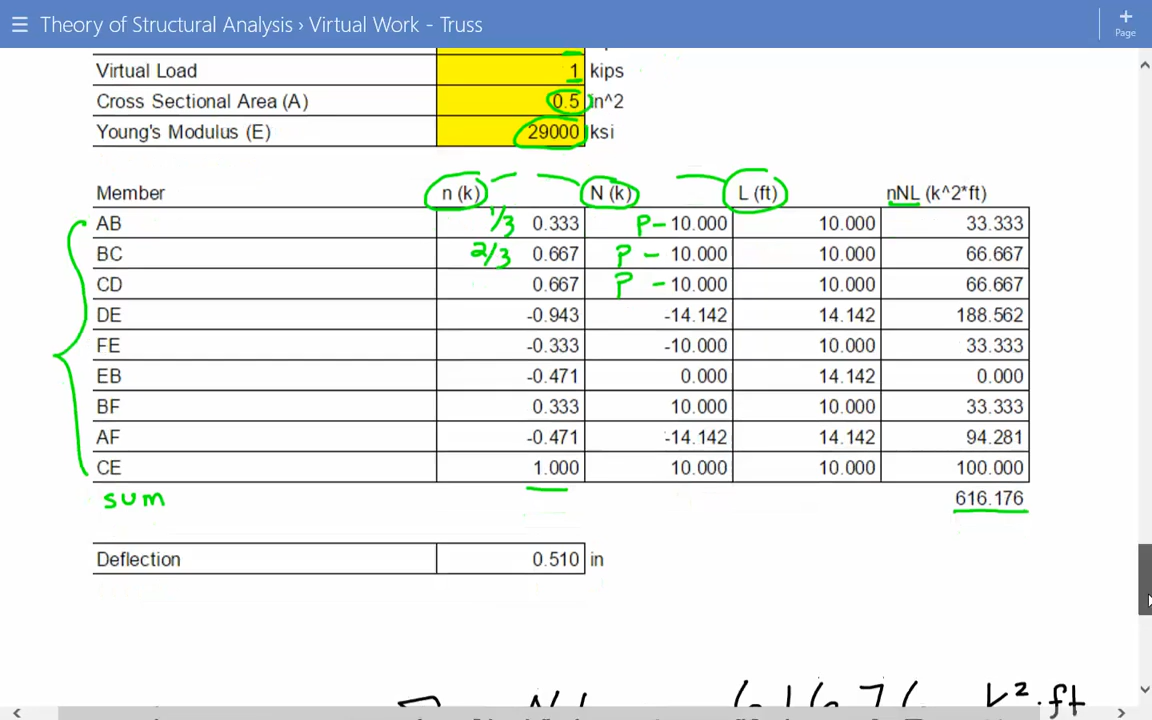 ☰ Theory of Structural Analysis › Virtual Work - Truss + Page
Virtual Load 1 kips
Cross Sectional Area (A) 0.5 in^2
Young's Modulus (E) 29000 ksi
Member n (k) N (k) L (ft) nNL (k^2*ft)
AB 1/3 0.333 P - 10.000 10.000 33.333
BC 2/3 0.667 P - 10.000 10.000 66.667
CD 0.667 P - 10.000 10.000 66.667
DE -0.943 -14.142 14.142 188.562
FE -0.333 -10.000 10.000 33.333
EB -0.471 0.000 14.142 0.000
BF 0.333 10.000 10.000 33.333
AF -0.471 -14.142 14.142 94.281
CE 1.000 10.000 10.000 100.000
sum 616.176
Deflection 0.510 in
k².ft